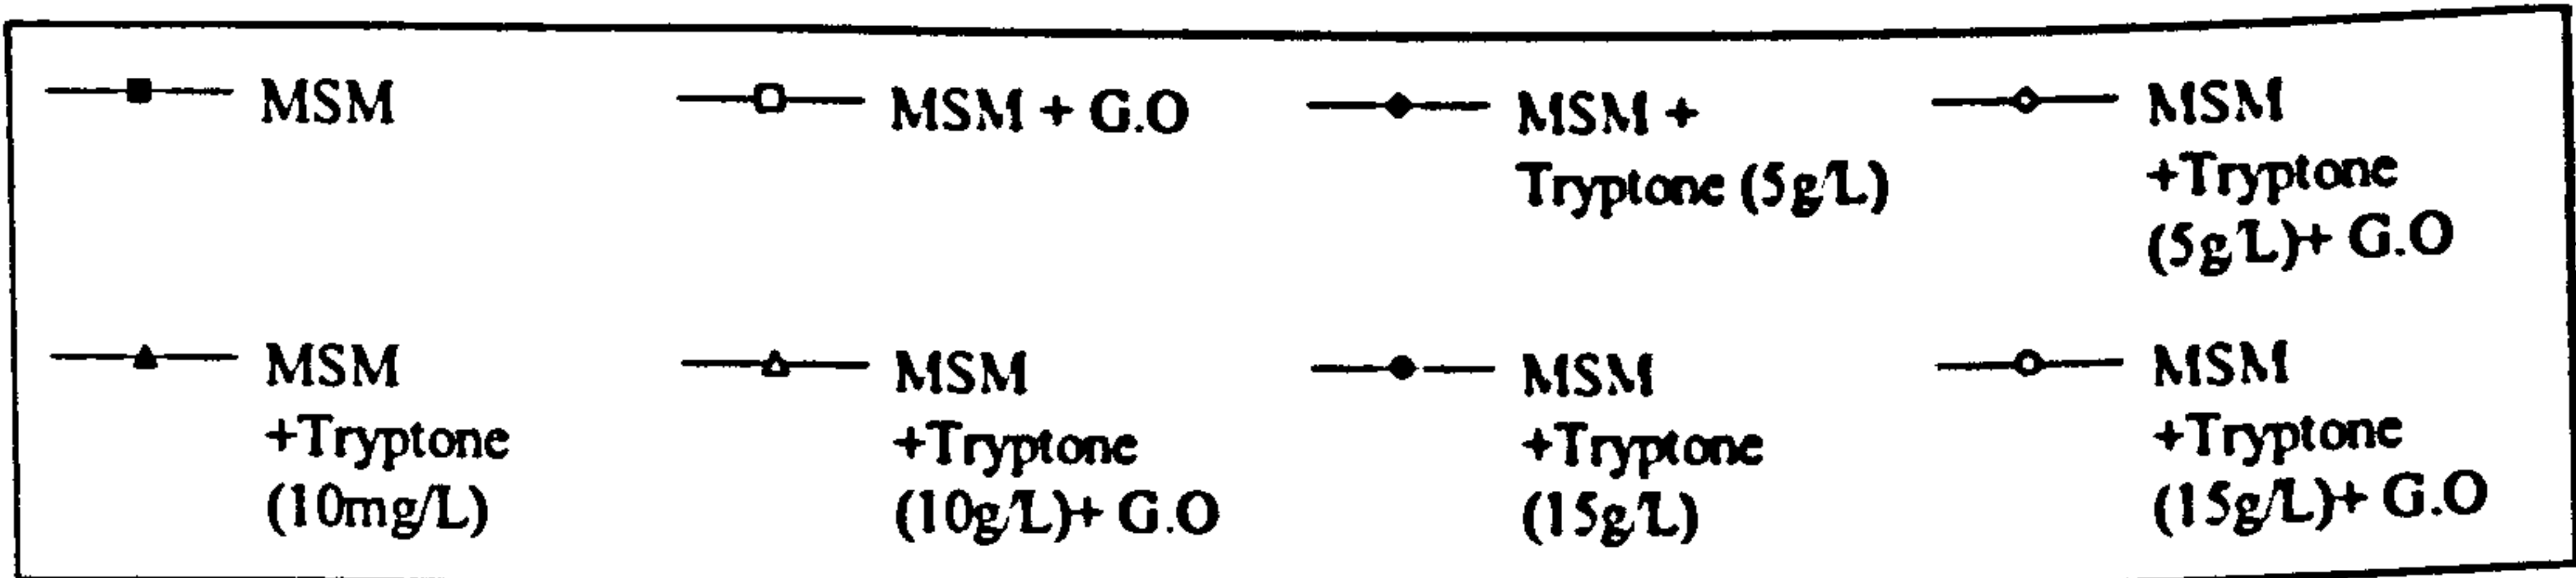 MSM
MSM + G.O
MSM +
Tryptone (5g/L)
MSM
+Tryptone
(5g/L)+ G.O
MSM
+Tryptone
(10mg/L)
MSM
+Tryptone
(10g/L)+ G.O
MSM
+Tryptone
(15g/L)
MSM
+Tryptone
(15g/L)+ G.O